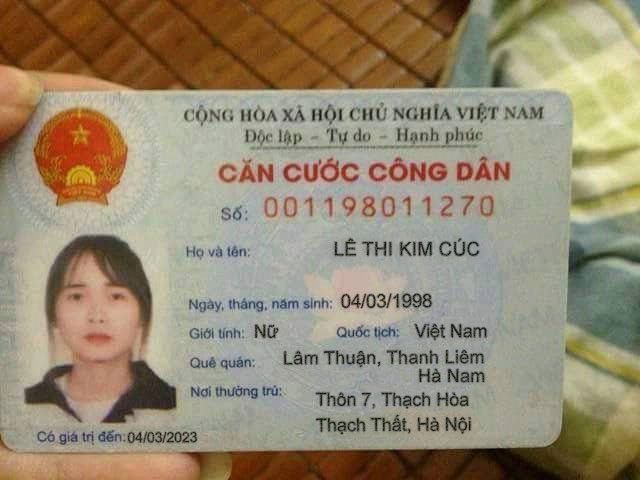 CỘNG HÒA XÃ HỘI CHỦ NGHĨA VIỆT NAM
Độc lập – Tự do – Hạnh phúc
CĂN CƯỚC CÔNG DÂN
Số: 001198011270
Họ và tên: LÊ THI KIM CÚC
Ngày, tháng, năm sinh: 04/03/1998
Giới tính: Nữ Quốc tịch: Việt Nam
Quê quán: Lâm Thuận, Thanh Liêm
Hà Nam
Nơi thường trú: Thôn 7, Thạch Hòa
Thạch Thất, Hà Nội
Có giá trị đến: 04/03/2023